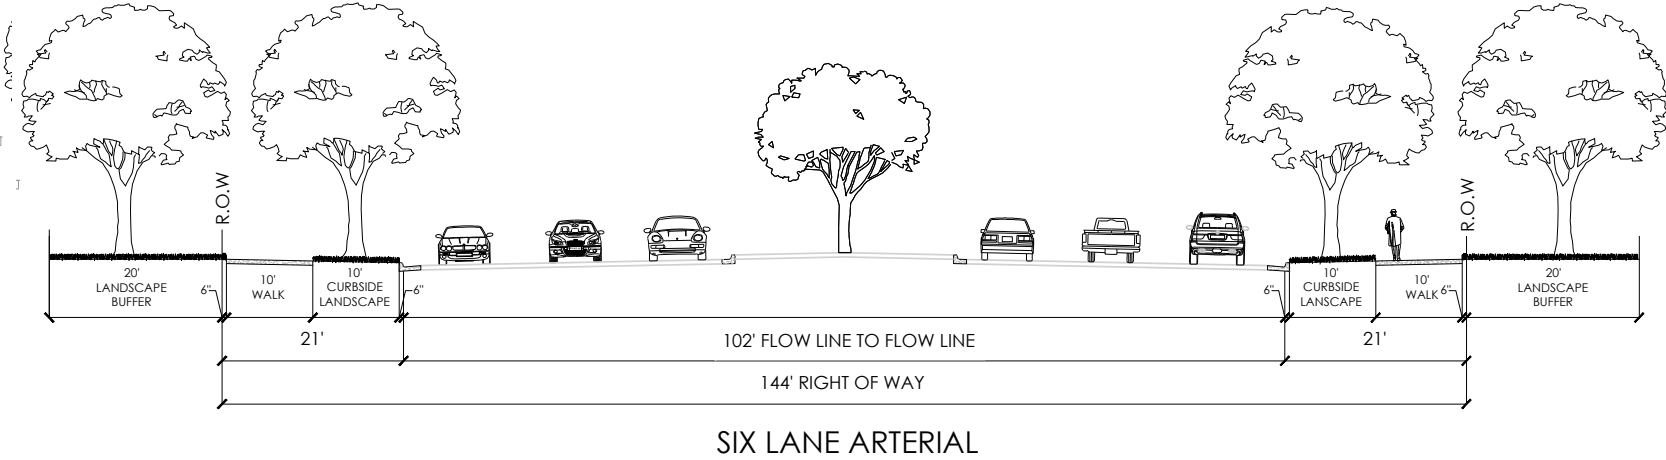 R.O.W
R.O.W
20'
LANDSCAPE
BUFFER
6"
10'
WALK
10'
CURBSIDE
LANDSCAPE
6"
6"
10'
CURBSIDE
LANSCAPE
10'
WALK
6"
20'
LANDSCAPE
BUFFER
21'
102' FLOW LINE TO FLOW LINE
21'
144' RIGHT OF WAY
SIX LANE ARTERIAL